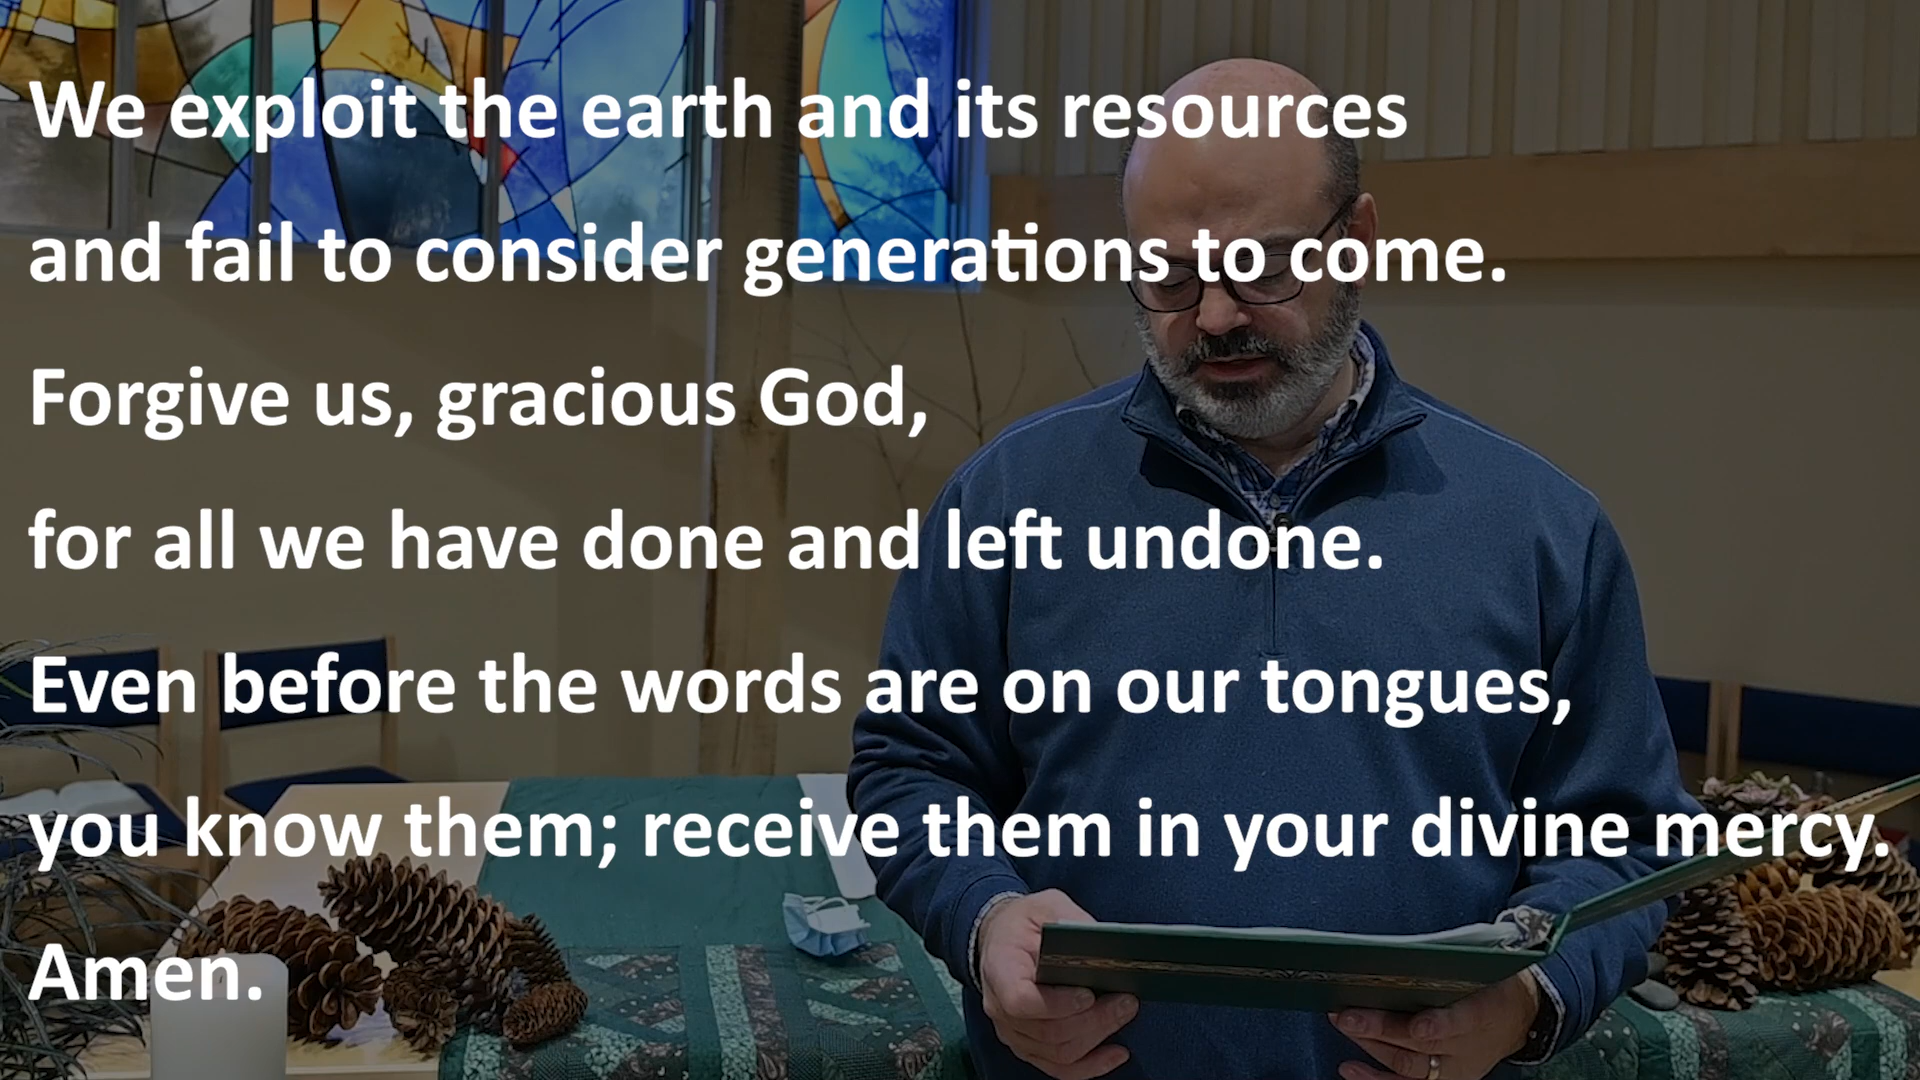 We exploit the earth and its resources
and fail to consider generations to come.
Forgive us, gracious God,
for all we have done and left undone.
Even before the words are on our tongues,
you know them; receive them in your divine mercy.
Amen.